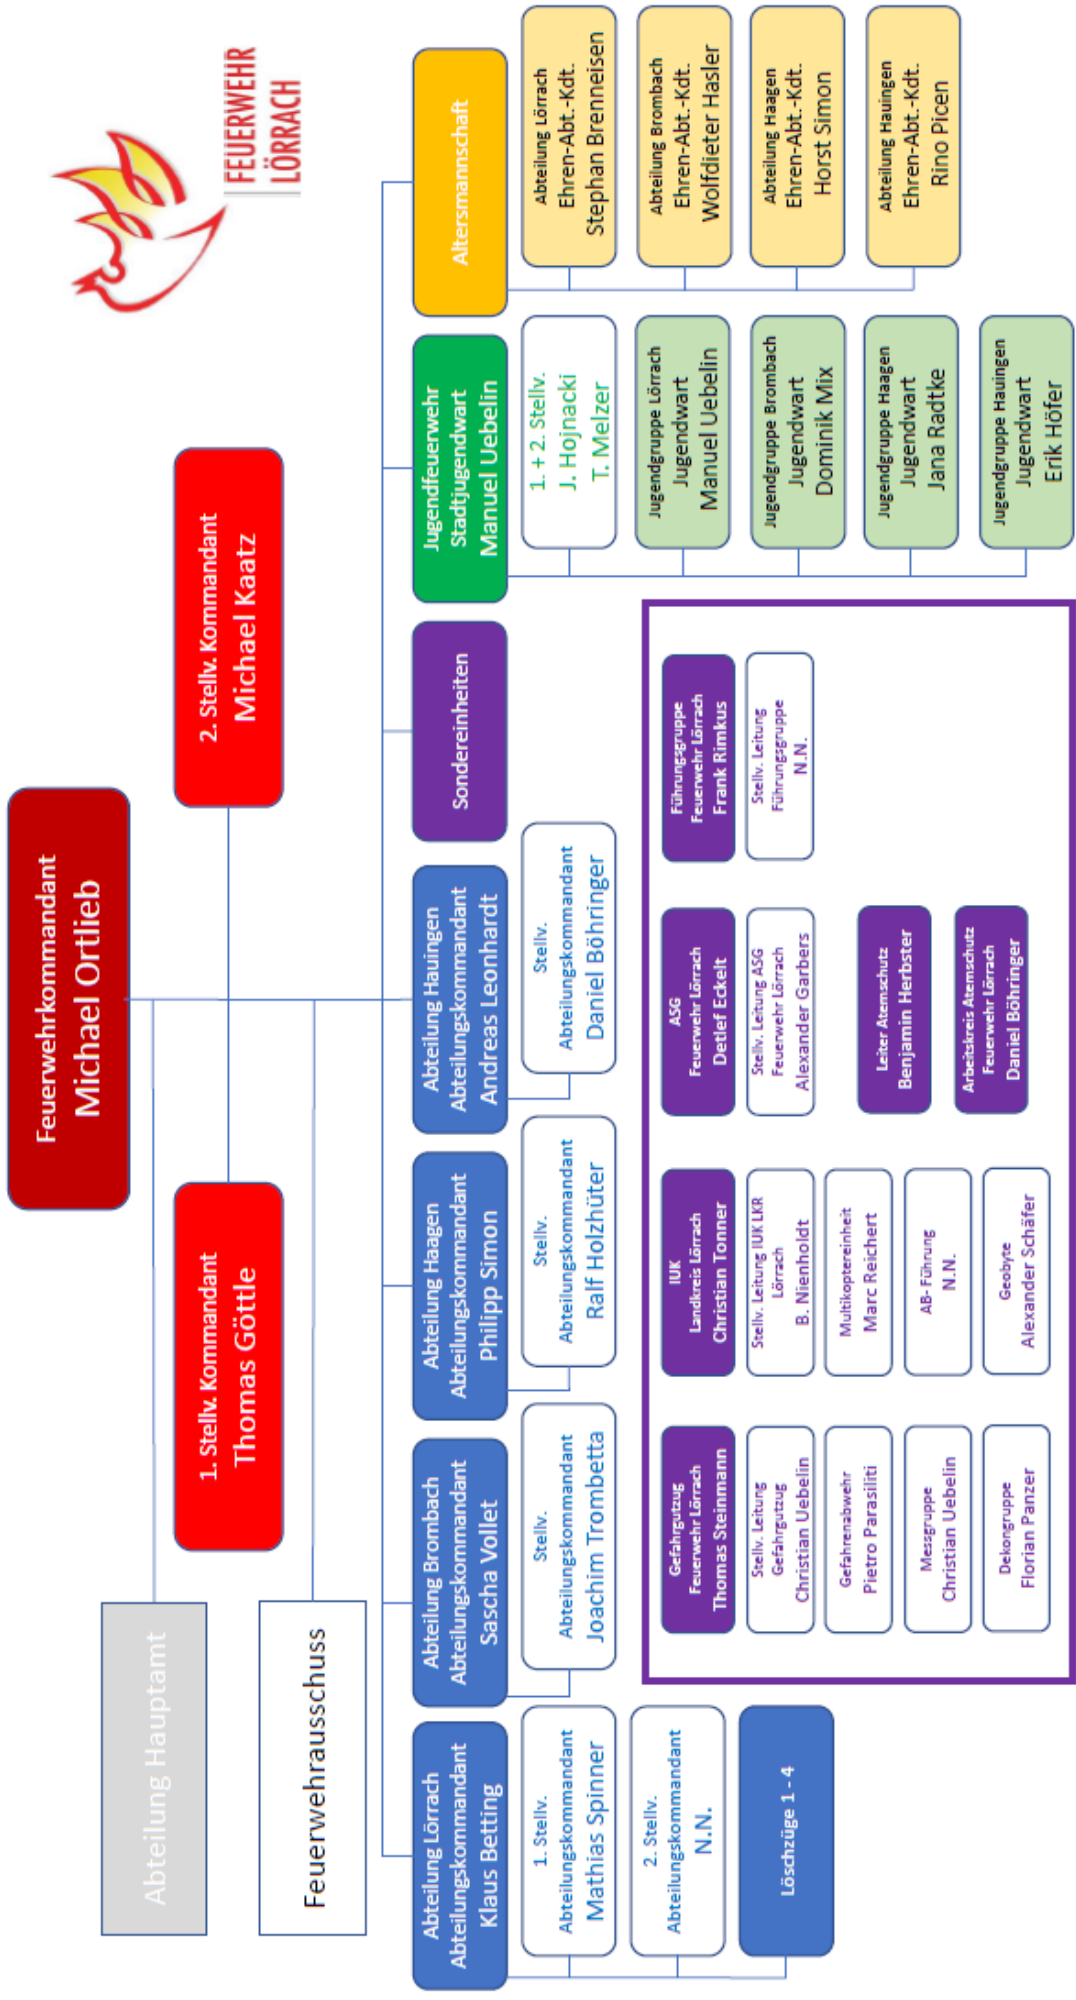 FEUERWEHR
LÖRRACH
Feuerwehrkommandant
Michael Ortlieb
Abteilung Hauptamt
1. Stellv. Kommandant
Thomas Göttle
2. Stellv. Kommandant
Michael Kaatz
Feuerwehrausschuss
Abteilung Lörrach
Abteilungskommandant
Klaus Betting
1. Stellv.
Abteilungskommandant
Mathias Spinner
2. Stellv.
Abteilungskommandant
N.N.
Löschzüge 1 - 4
Abteilung Brombach
Abteilungskommandant
Sascha Vollet
Stellv.
Abteilungskommandant
Joachim Trombetta
Abteilung Haagen
Abteilungskommandant
Philipp Simon
Stellv.
Abteilungskommandant
Ralf Holzhüter
Abteilung Hauingen
Abteilungskommandant
Andreas Leonhardt
Stellv.
Abteilungskommandant
Daniel Böhringer
Sondereinheiten
Gefahrgutzug
Feuerwehr Lörrach
Thomas Steinmann
Stellv. Leitung
Gefahrgutzug
Christian Uebelin
Gefahrenabwehr
Pietro Parasiliti
Messgruppe
Christian Uebelin
Dekongruppe
Florian Panzer
IUK
Landkreis Lörrach
Christian Tonner
Stellv. Leitung IUK LKR
Lörrach
B. Nienholdt
Multikoptereinheit
Marc Reichert
AB- Führung
N.N.
Geobyte
Alexander Schäfer
ASG
Feuerwehr Lörrach
Detlef Eckelt
Stellv. Leitung ASG
Feuerwehr Lörrach
Alexander Garbers
Leiter Atemschutz
Benjamin Herbster
Arbeitskreis Atemschutz
Feuerwehr Lörrach
Daniel Böhringer
Führungsgruppe
Feuerwehr Lörrach
Frank Rimkus
Stellv. Leitung
Führungsgruppe
N.N.
Jugendfeuerwehr
Stadtjugendwart
Manuel Uebelin
1. + 2. Stellv.
J. Hojnacki
T. Melzer
Jugendgruppe Lörrach
Jugendwart
Manuel Uebelin
Jugendgruppe Brombach
Jugendwart
Dominik Mix
Jugendgruppe Haagen
Jugendwart
Jana Radtke
Jugendgruppe Hauingen
Jugendwart
Erik Höfer
Altersmannschaft
Abteilung Lörrach
Ehren-Abt.-Kdt.
Stephan Brenneisen
Abteilung Brombach
Ehren-Abt.-Kdt.
Wolfdieter Hasler
Abteilung Haagen
Ehren-Abt.-Kdt.
Horst Simon
Abteilung Hauingen
Ehren-Abt.-Kdt.
Rino Picen